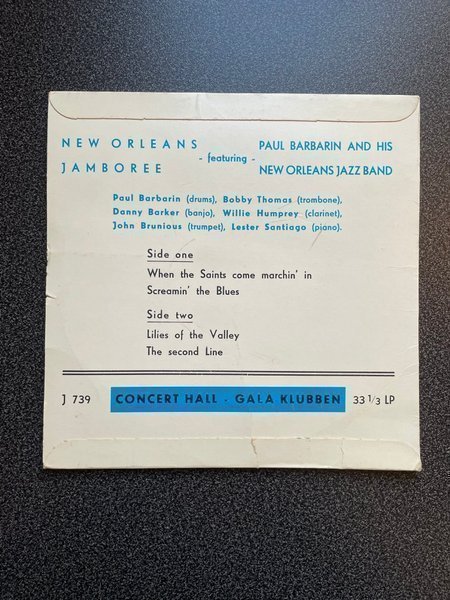 NEW ORLEANS JAMBOREE
- featuring -
PAUL BARBARIN AND HIS
NEW ORLEANS JAZZ BAND
Paul Barbarin (drums), Bobby Thomas (trombone),
Danny Barker (banjo), Willie Humprey (clarinet),
John Brunious (trumpet), Lester Santiago (piano).
Side one
When the Saints come marchin' in
Screamin' the Blues
Side two
Lilies of the Valley
The second Line
J 739 CONCERT HALL - GALA KLUBBEN 33 1/3 LP